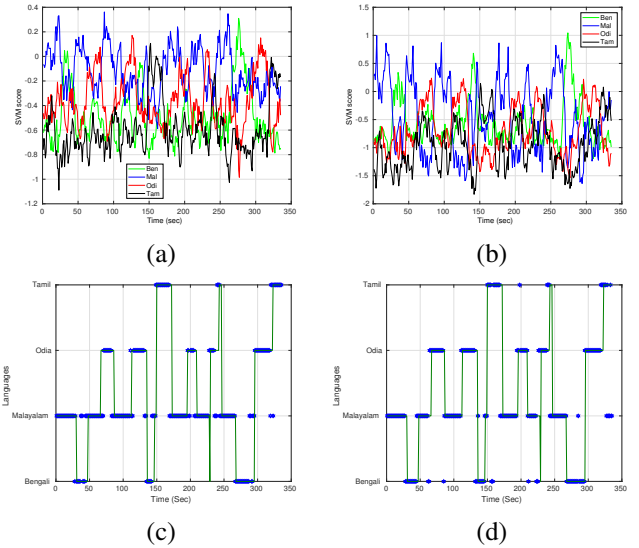 0.4
0.2
0
-0.2
-0.4
-0.6
-0.8
-1
-1.2
SVM score
0 50 100 150 200 250 300 350
Time (sec)
Ben
Mal
Odi
Tam
(a)
1.5
1
0.5
0
-0.5
-1
-1.5
-2
SVM score
0 50 100 150 200 250 300 350
Time (sec)
Ben
Mal
Odi
Tam
(b)
Tamil
Odia
Malayalam
Bengali
Languages
0 50 100 150 200 250 300 350
Time (Sec)
(c)
Tamil
Odia
Malayalam
Bengali
Languages
0 50 100 150 200 250 300 350
Time (Sec)
(d)